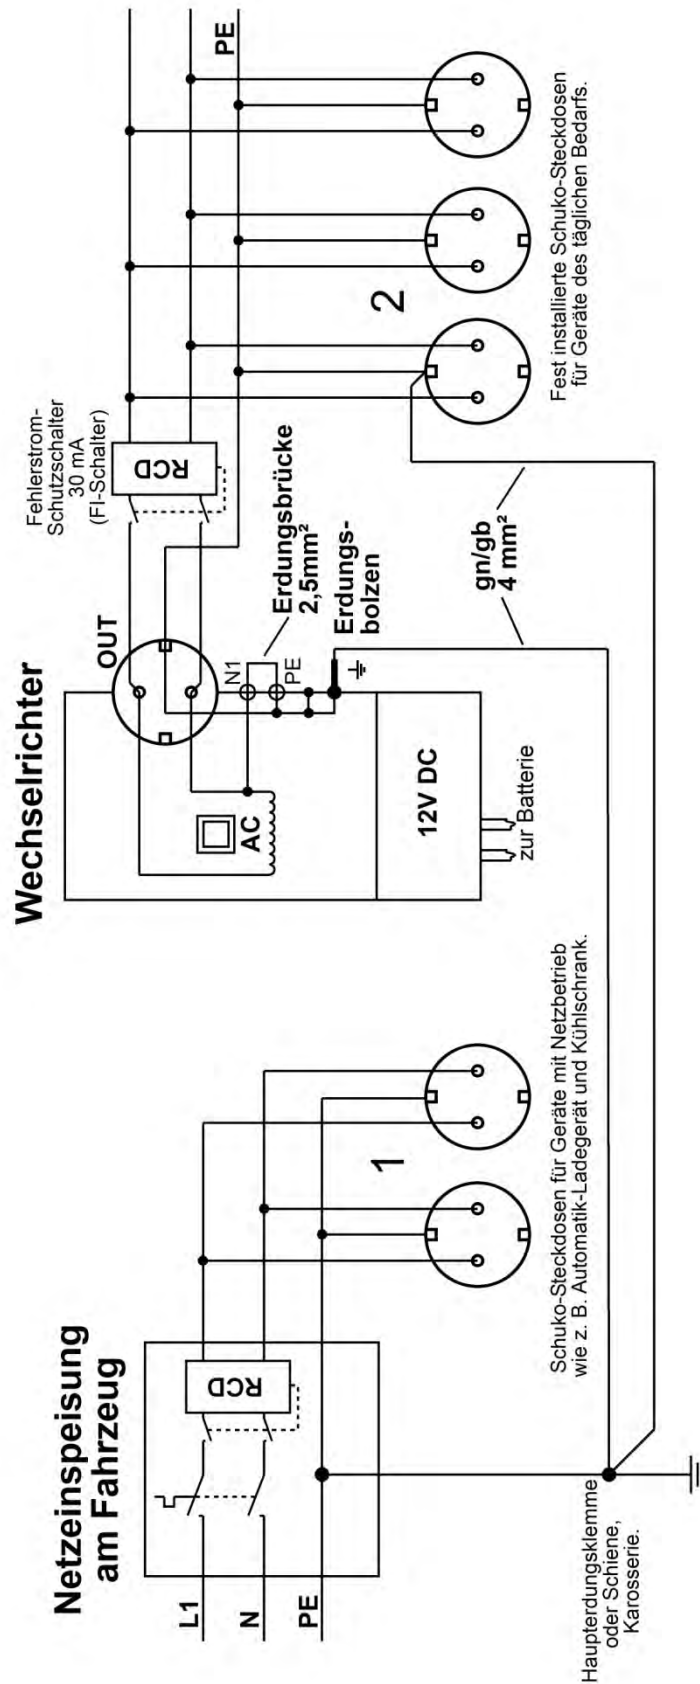 Netzeinspeisung
am Fahrzeug
L1
N
PE
RCD
1
Schuko-Steckdosen für Geräte mit Netzbetrieb
wie z. B. Automatik-Ladegerät und Kühlschrank.
Haupterdungsklemme
oder Schiene,
Karosserie.
Wechselrichter
OUT
AC
N1
PE
12V DC
zur Batterie
Erdungsbrücke
2,5mm²
Erdungs-
bolzen
Fehlerstrom-
Schutzschalter
30 mA
(FI-Schalter)
RCD
PE
2
gn/gb
4 mm²
Fest installierte Schuko-Steckdosen
für Geräte des täglichen Bedarfs.